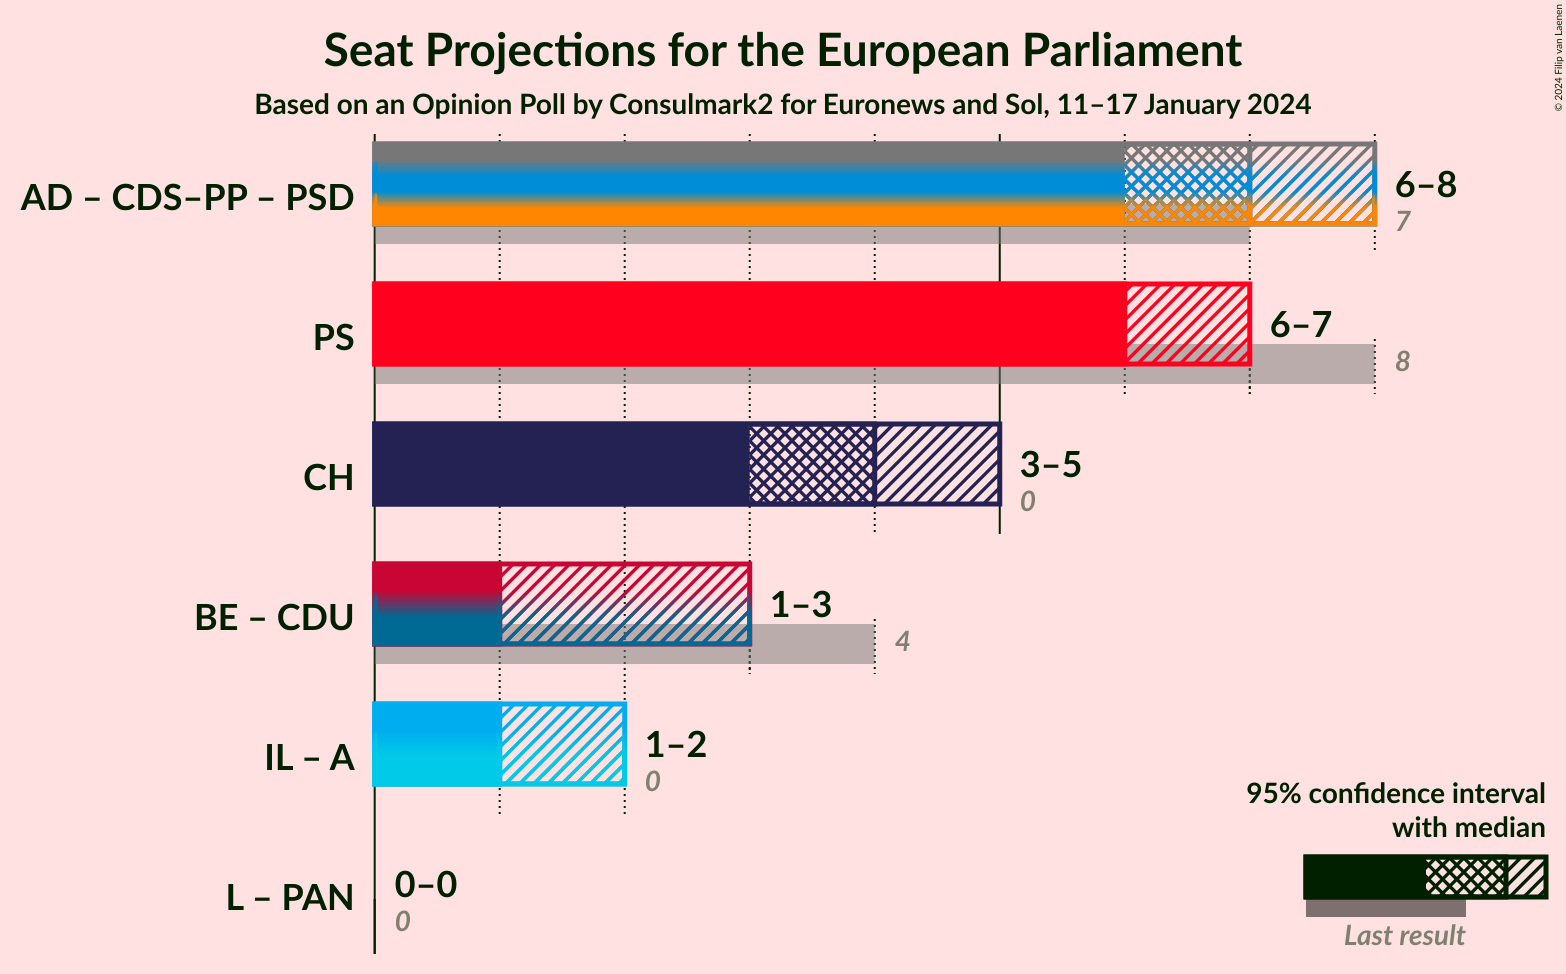 Seat Projections for the European Parliament
Based on an Opinion Poll by Consulmark2 for Euronews and Sol, 11–17 January 2024
© 2024 Filip van Laenen
AD – CDS–PP – PSD
6–8
7
PS
6–7
8
CH
3–5
0
BE – CDU
1–3
4
IL – A
1–2
0
L – PAN
0–0
0
95% confidence interval
with median
Last result